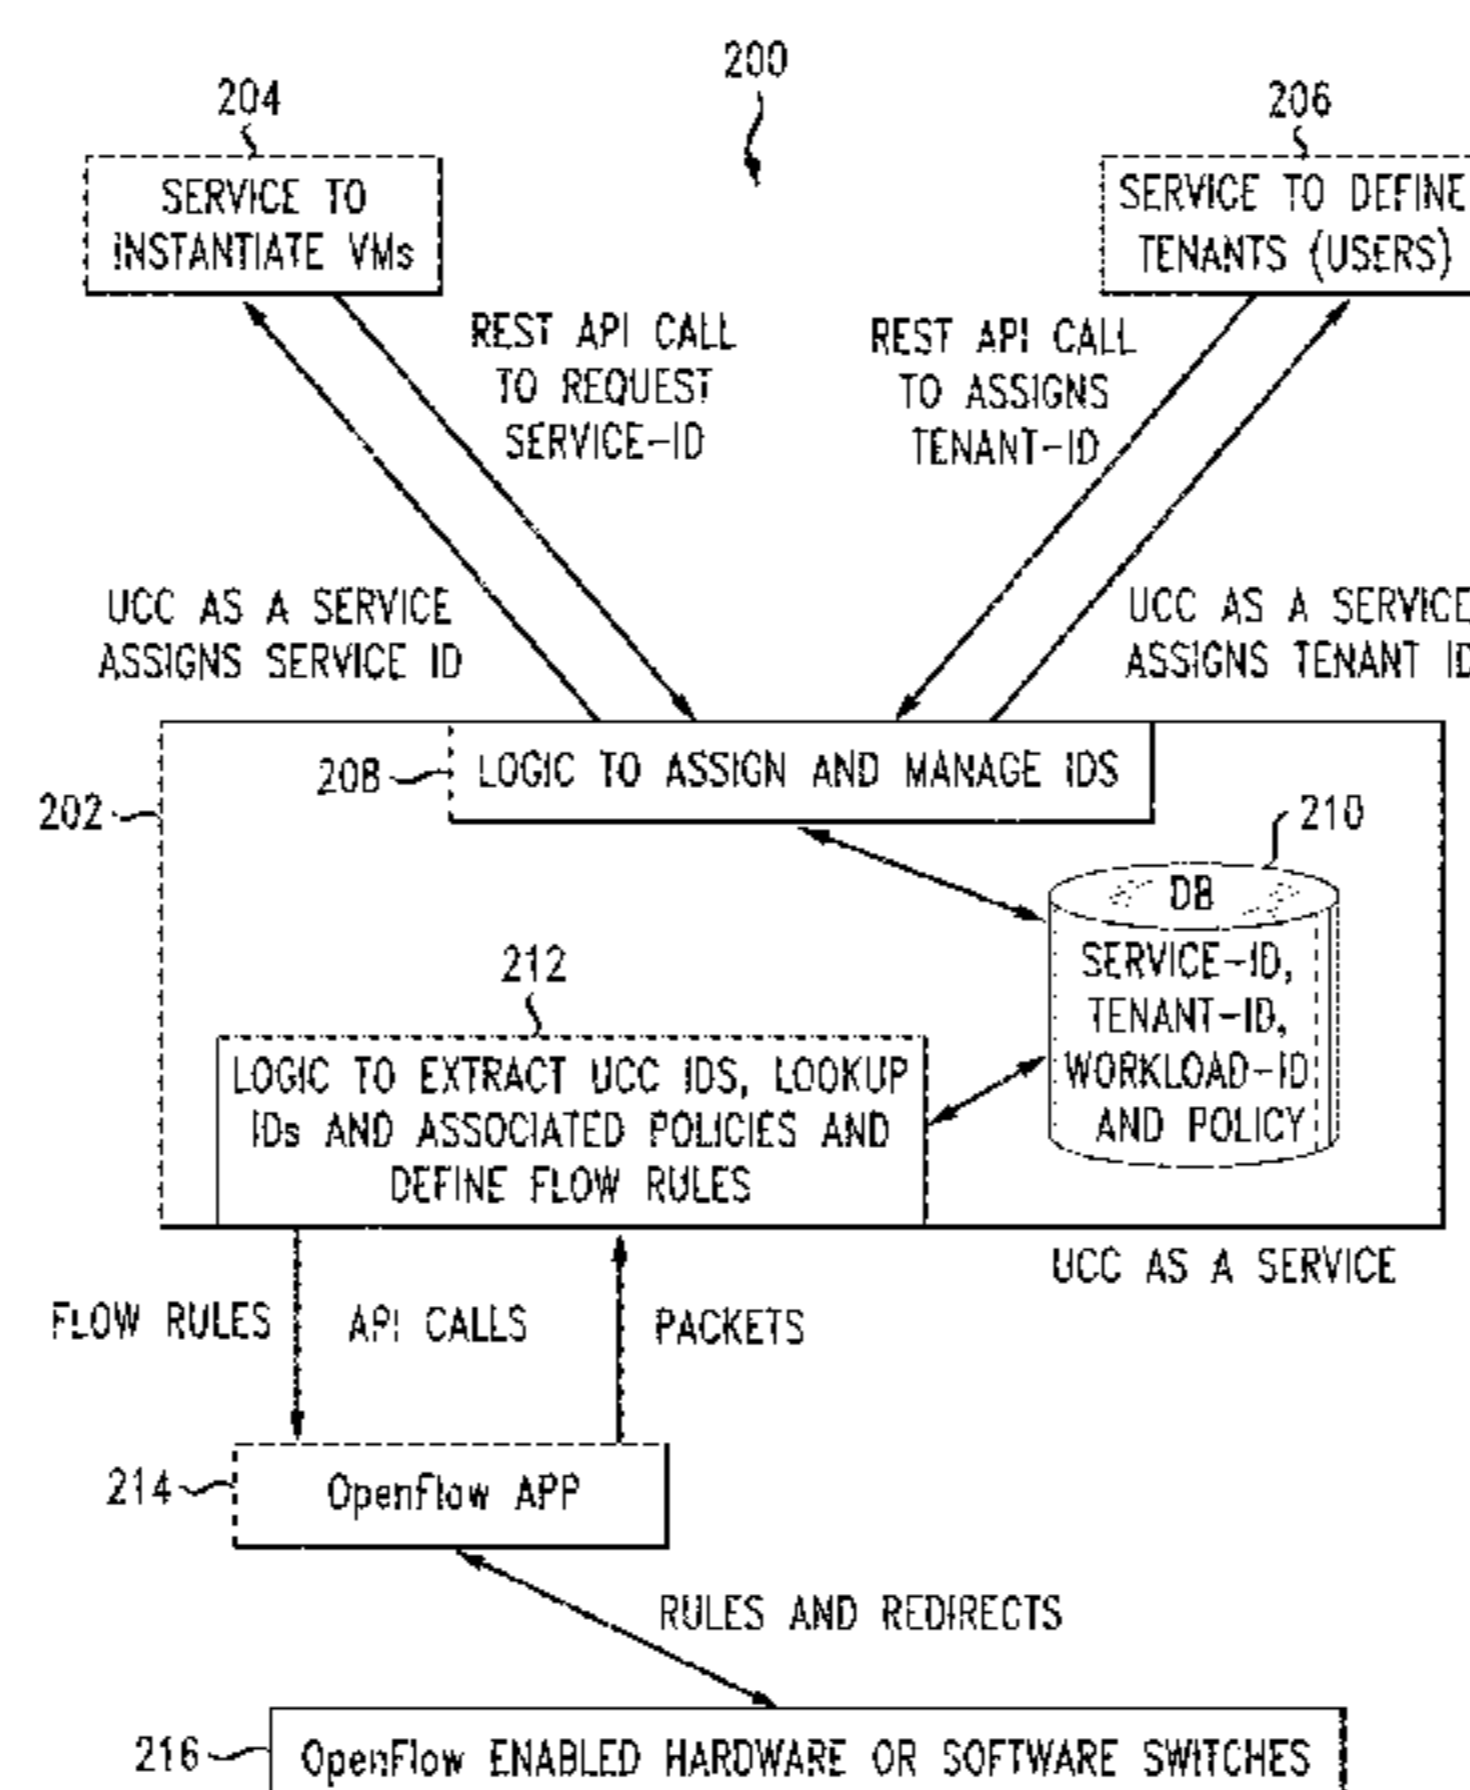 200
204
206
SERVICE TO
INSTANTIATE VMs
SERVICE TO DEFINE
TENANTS (USERS)
REST API CALL
TO REQUEST
SERVICE-ID
REST API CALL
TO ASSIGNS
TENANT-ID
UCC AS A SERVICE
ASSIGNS SERVICE ID
UCC AS A SERVICE
ASSIGNS TENANT ID
208
LOGIC TO ASSIGN AND MANAGE IDS
202
210
DB
SERVICE-ID,
TENANT-ID,
WORKLOAD-ID
AND POLICY
212
LOGIC TO EXTRACT UCC IDS, LOOKUP
IDs AND ASSOCIATED POLICIES AND
DEFINE FLOW RULES
UCC AS A SERVICE
FLOW RULES
API CALLS
PACKETS
214
OpenFlow APP
RULES AND REDIRECTS
216
OpenFlow ENABLED HARDWARE OR SOFTWARE SWITCHES